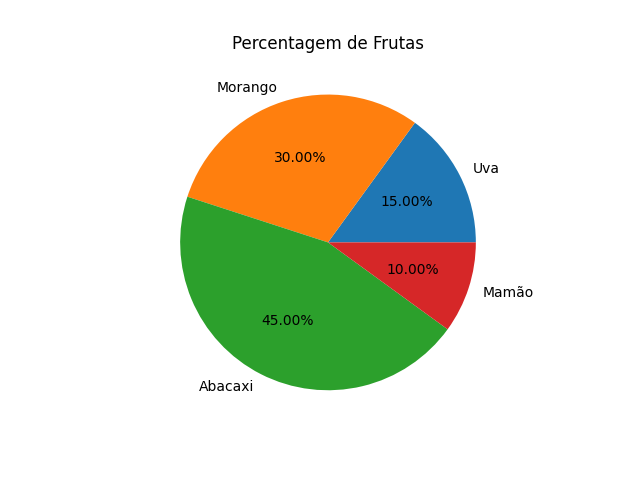 Percentagem de Frutas
Morango
30.00%
Uva
15.00%
10.00%
Mamão
45.00%
Abacaxi